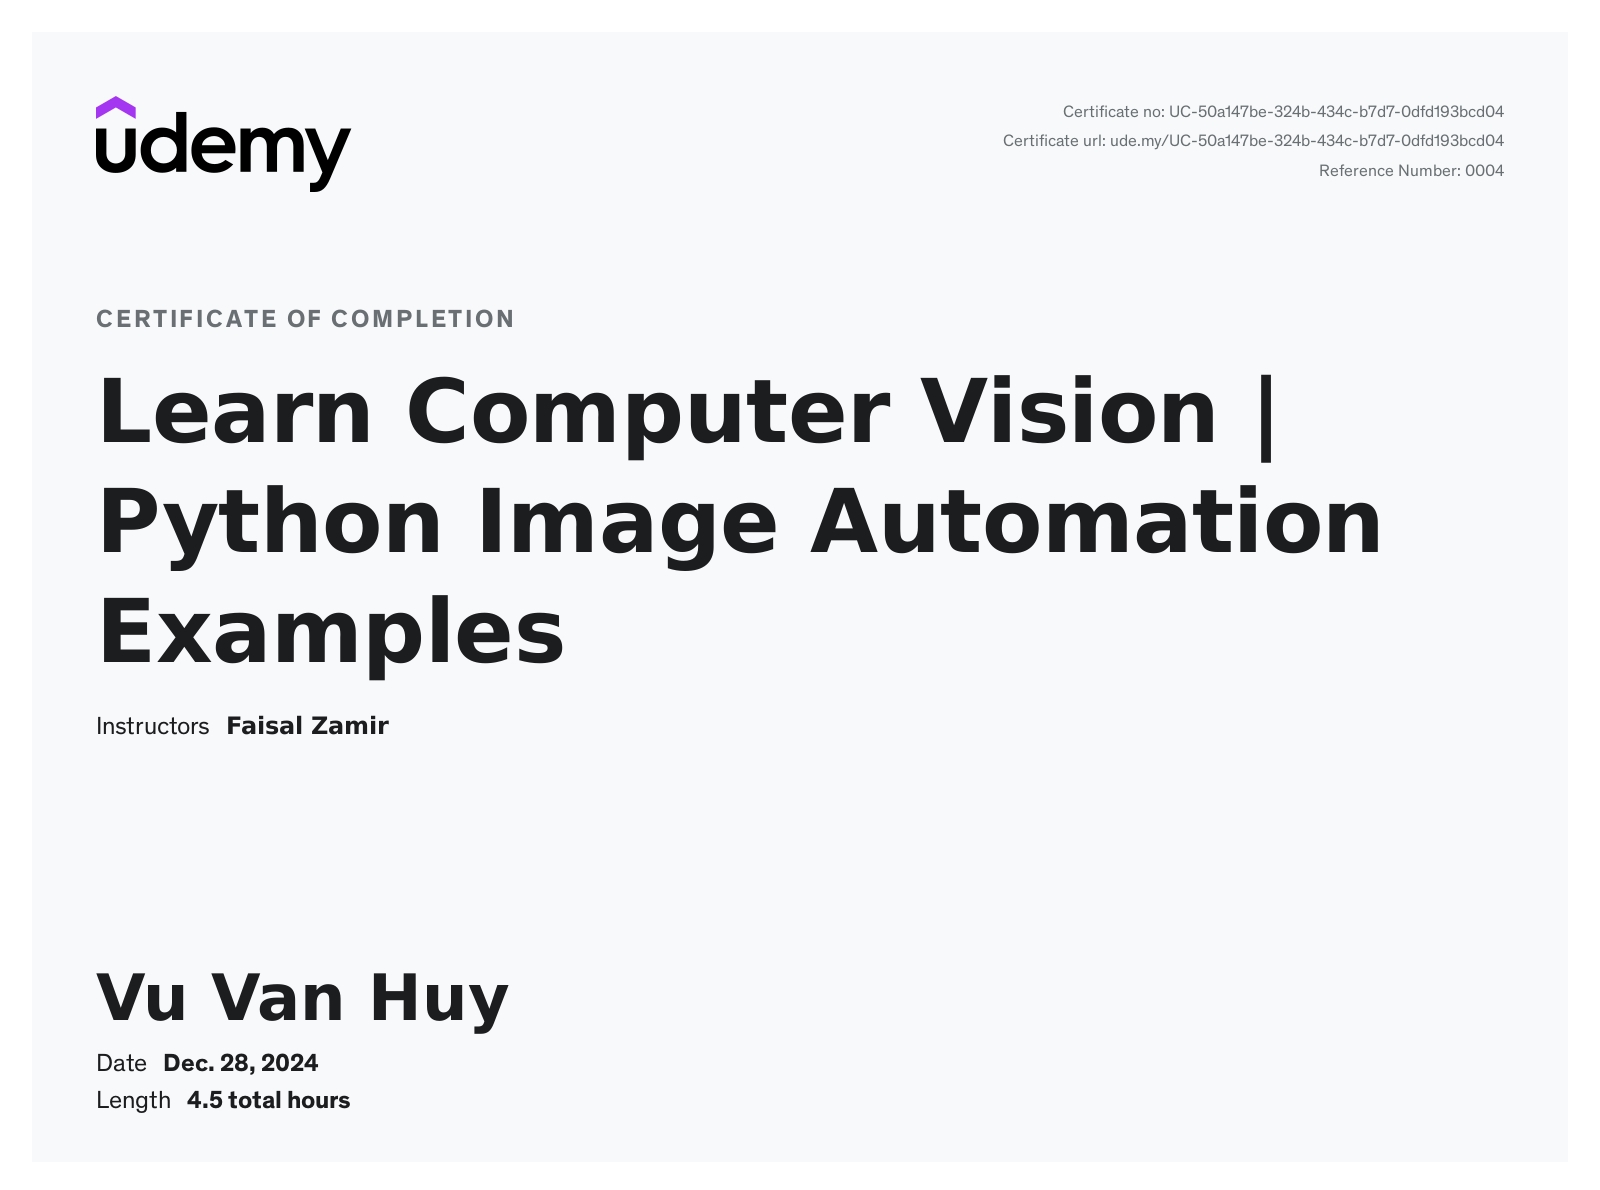 udemy
Certificate no: UC-50a147be-324b-434c-b7d7-0dfd193bcd04
Certificate url: ude.my/UC-50a147be-324b-434c-b7d7-0dfd193bcd04
Reference Number: 0004
CERTIFICATE OF COMPLETION
Learn Computer Vision |
Python Image Automation
Examples
Instructors Faisal Zamir
Vu Van Huy
Date Dec. 28, 2024
Length 4.5 total hours